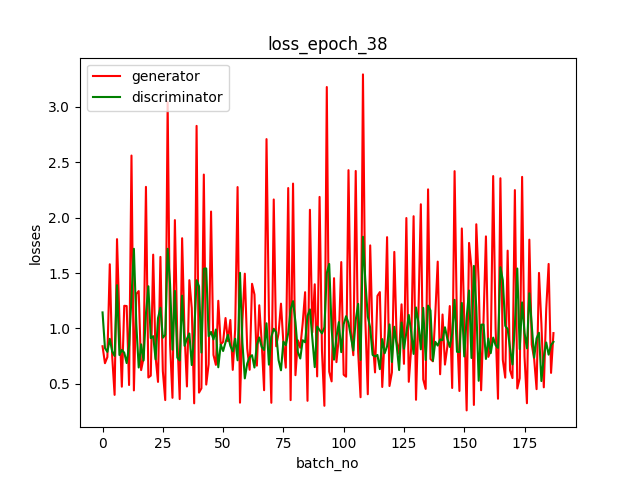 loss_epoch_38
generator
discriminator
3.0
2.5
2.0
1.5
1.0
0.5
losses
0 25 50 75 100 125 150 175
batch_no